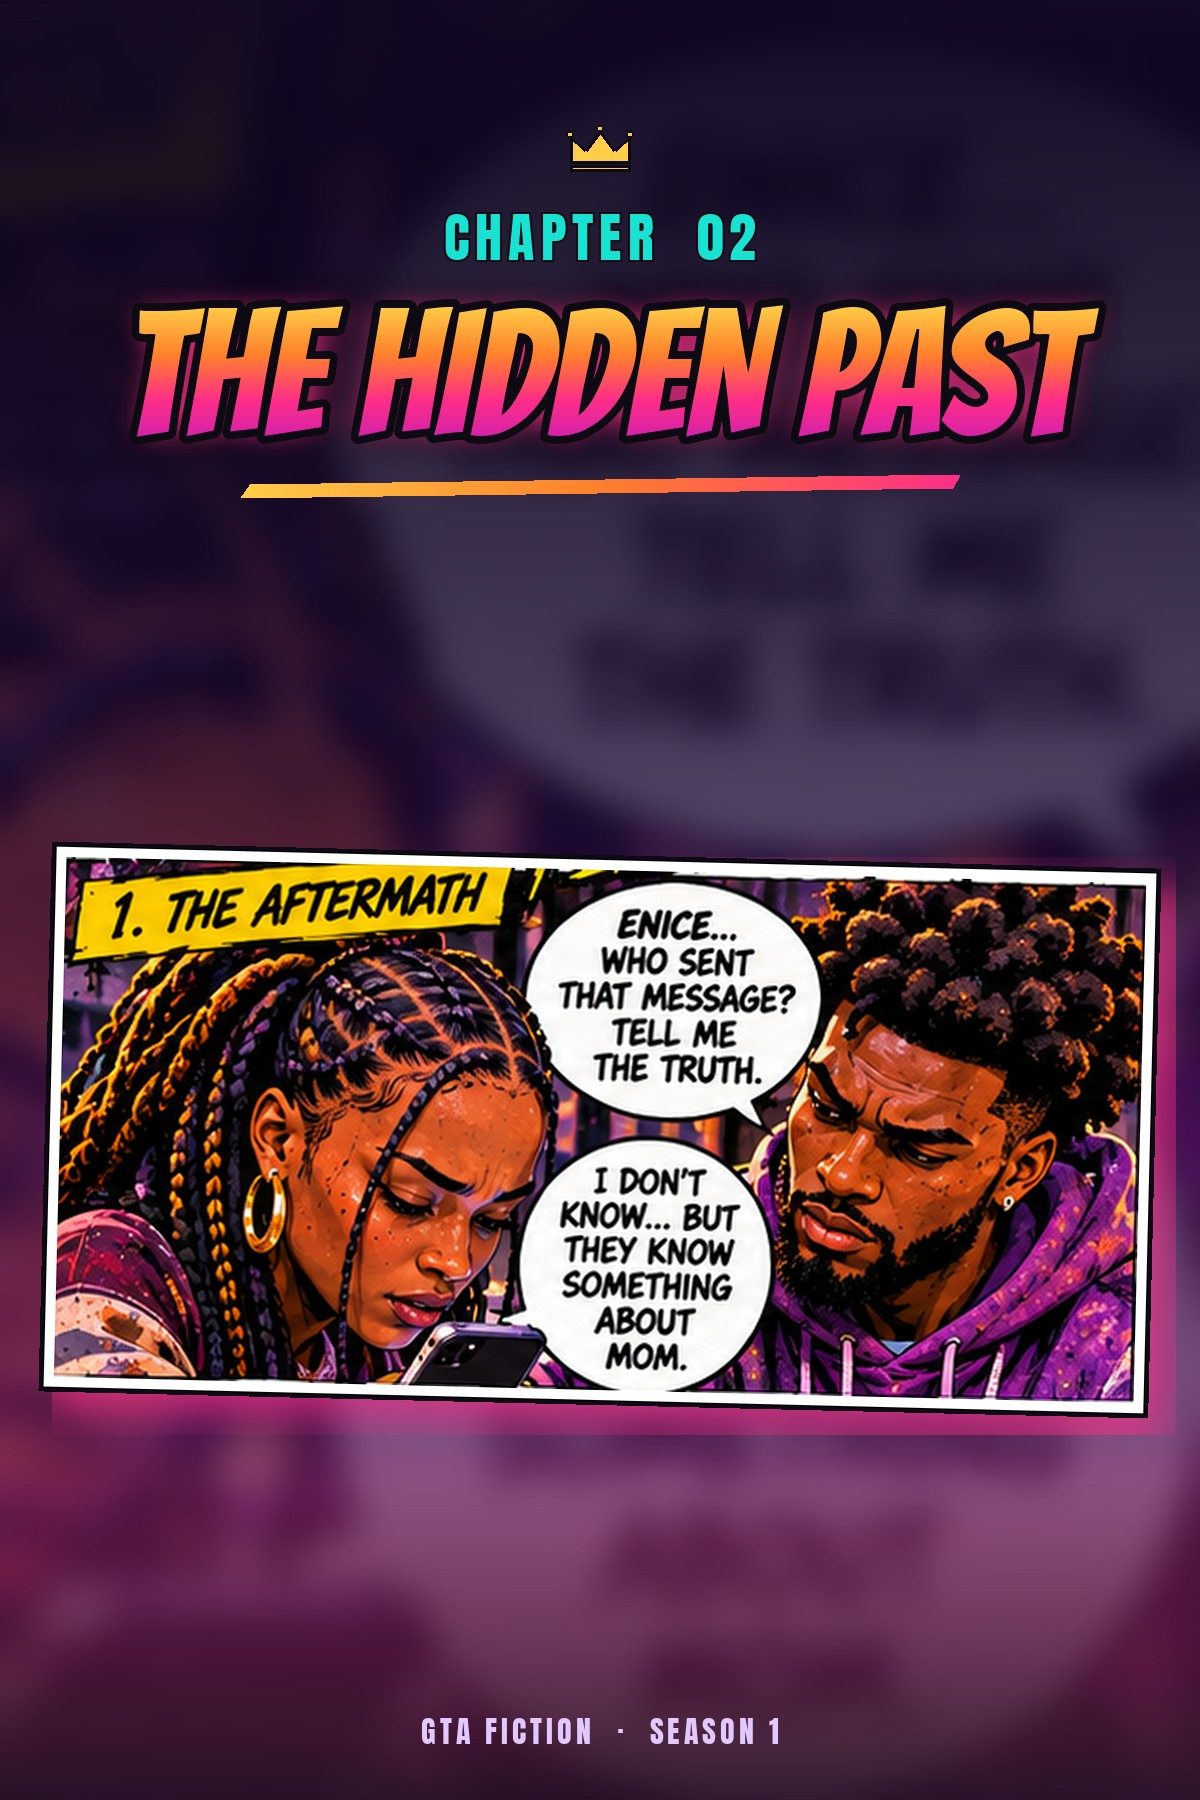 CHAPTER 02
THE HIDDEN PAST
1. THE AFTERMATH
ENICE...
WHO SENT
THAT MESSAGE?
TELL ME
THE TRUTH.
I DON'T
KNOW... BUT
THEY KNOW
SOMETHING
ABOUT
MOM.
GTA FICTION · SEASON 1